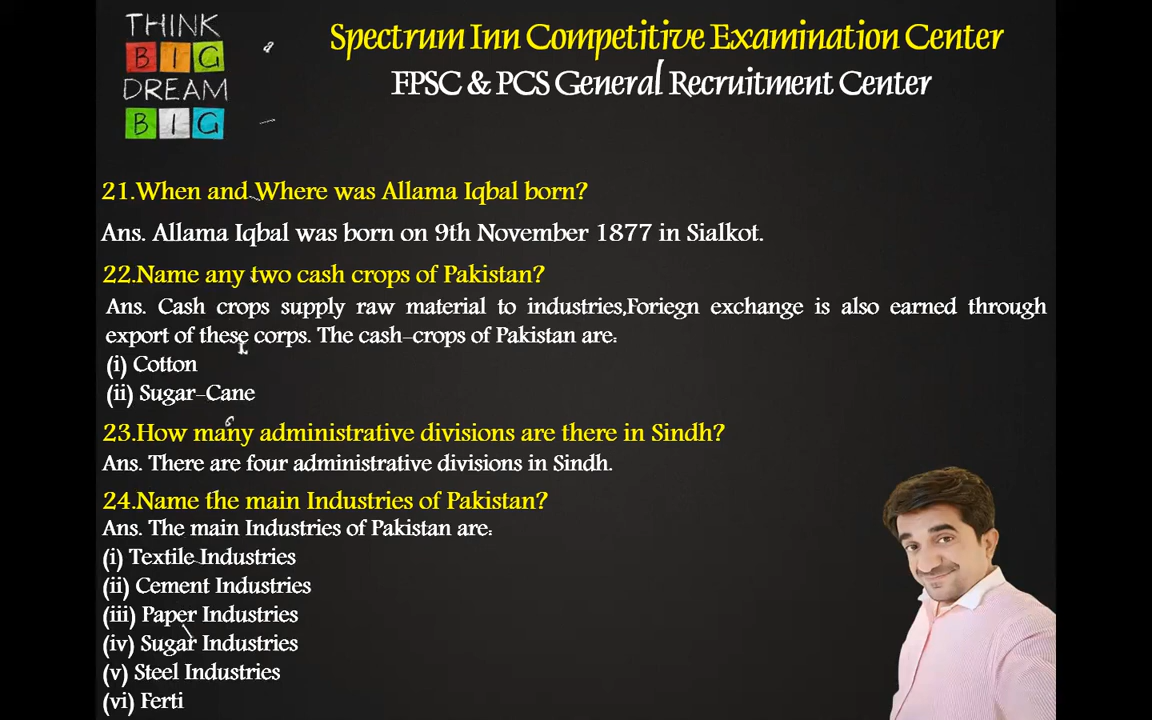 THINK
BIG
DREAM
BIG
Spectrum Inn Competitive Examination Center
FPSC & PCS General Recruitment Center
21.When and Where was Allama Iqbal born?
Ans. Allama Iqbal was born on 9th November 1877 in Sialkot.
22.Name any two cash crops of Pakistan?
Ans. Cash crops supply raw material to industries,Foriegn exchange is also earned through
export of these corps. The cash-crops of Pakistan are:
(i) Cotton
(ii) Sugar-Cane
23.How many administrative divisions are there in Sindh?
Ans. There are four administrative divisions in Sindh.
24.Name the main Industries of Pakistan?
Ans. The main Industries of Pakistan are:
(i) Textile Industries
(ii) Cement Industries
(iii) Paper Industries
(iv) Sugar Industries
(v) Steel Industries
(vi) Ferti